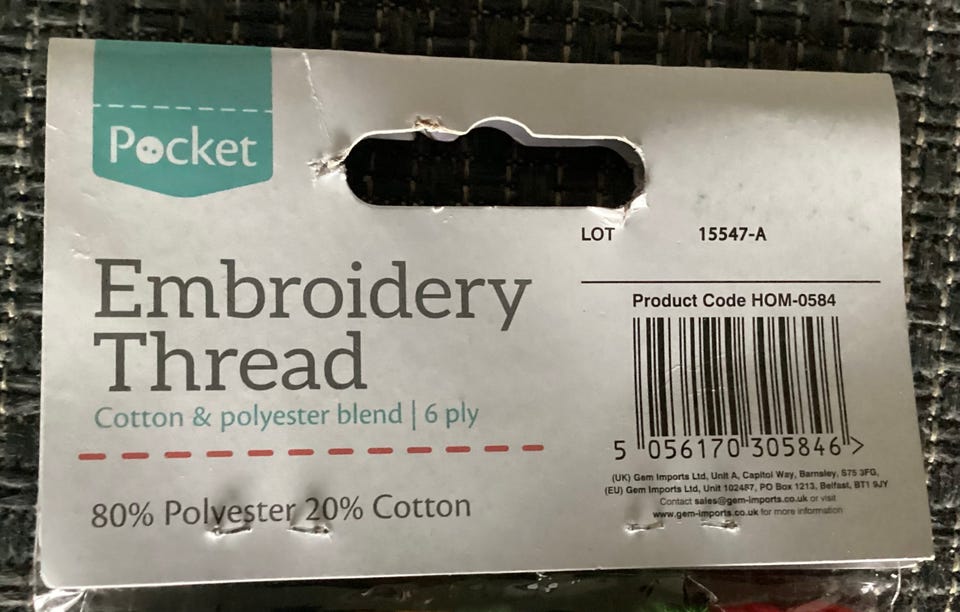 Pocket
Embroidery
Thread
Cotton & polyester blend | 6 ply
80% Polyester 20% Cotton
LOT 15547-A
Product Code HOM-0584
5 056170 305846 >
(UK) Gem Imports Ltd, Unit A, Capitol Way, Barnsley, S75 3FG,
(EU) Gem Imports Ltd, Unit 102487, PO Box 1213, Belfast, BT1 9JY
Contact sales@gem-imports.co.uk or visit
www.gem-imports.co.uk for more information